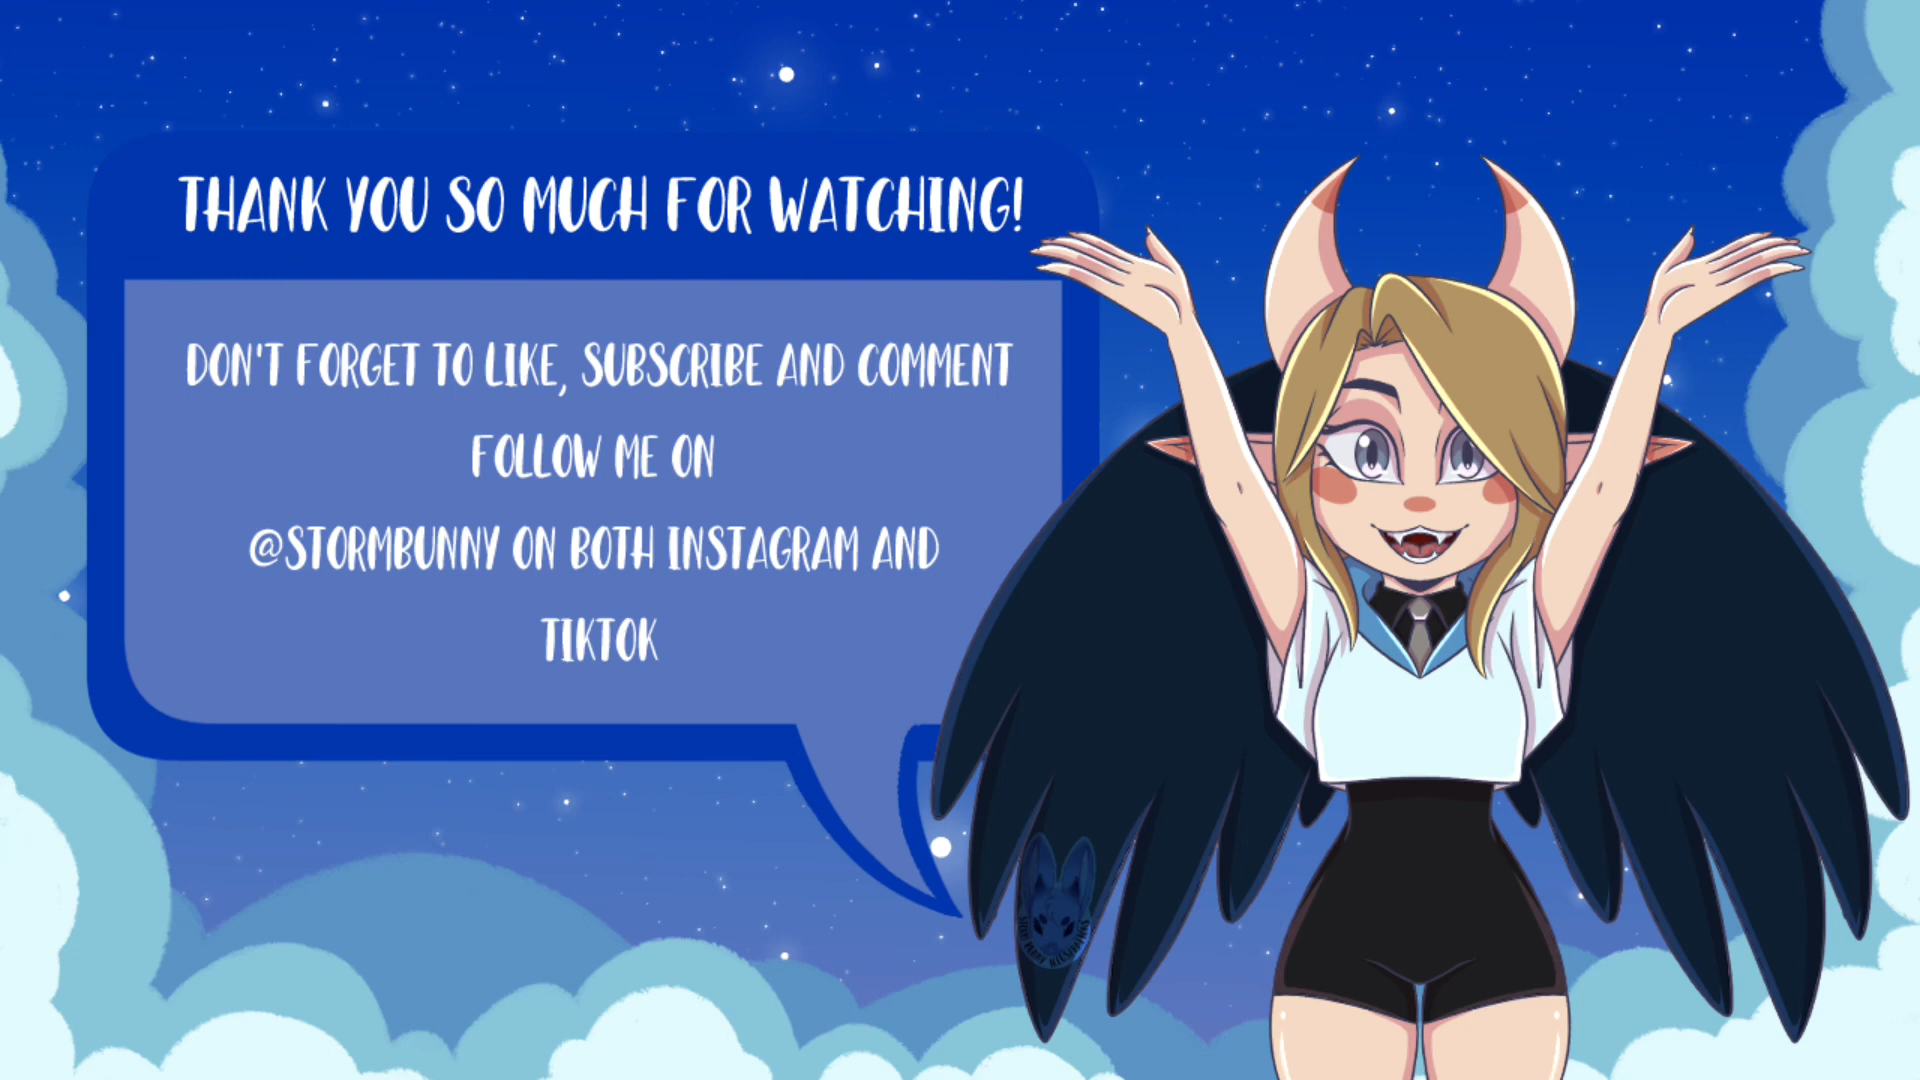 THANK YOU SO MUCH FOR WATCHING!
DON'T FORGET TO LIKE, SUBSCRIBE AND COMMENT
FOLLOW ME ON
@STORMBUNNY ON BOTH INSTAGRAM AND
TIKTOK